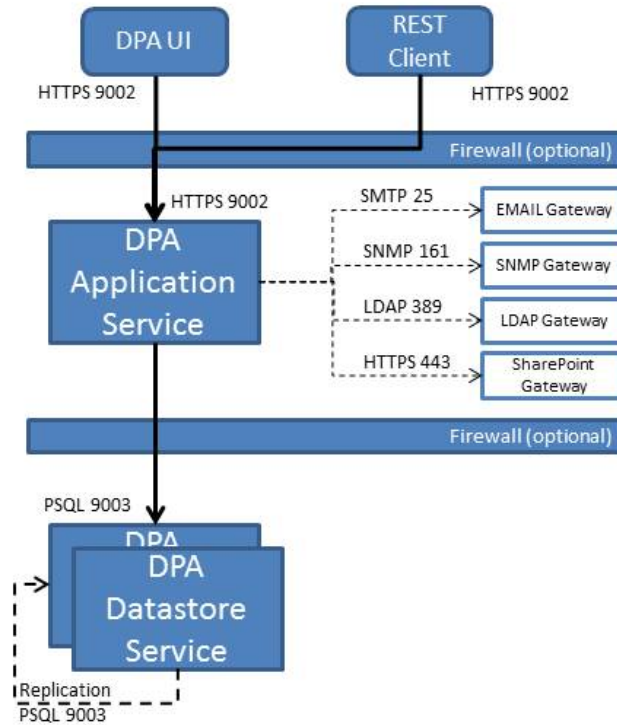 DPA UI
REST
Client
HTTPS 9002
HTTPS 9002
Firewall (optional)
HTTPS 9002
DPA
Application
Service
SMTP 25
EMAIL Gateway
SNMP 161
SNMP Gateway
LDAP 389
LDAP Gateway
HTTPS 443
SharePoint
Gateway
Firewall (optional)
PSQL 9003
DPA
DPA
Datastore
Service
Replication
PSQL 9003